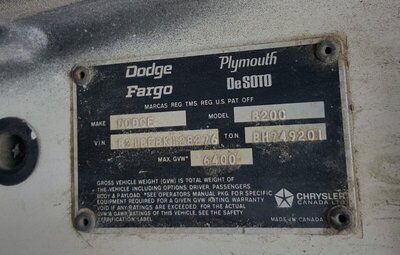 Dodge Plymouth
Fargo De SOTO
MARCAS REG. TMS. REG. U.S. PAT. OFF.
MAKE DODGE MODEL B200
VIN T.O.N. BH749201
MAX. GVW* 6400
GROSS VEHICLE WEIGHT (GVW) IS TOTAL WEIGHT OF
THE VEHICLE INCLUDING OPTIONS, DRIVER, PASSENGERS,
BODY & PAYLOAD. *SEE OPERATORS MANUAL PKG FOR SPECIFIC
EQUIPMENT REQUIRED FOR A GIVEN GVW RATING. WARRANTY
VOID IF ANY RATINGS ARE EXCEEDED. FOR THE ACTUAL
GVW & GAWR RATINGS OF THIS VEHICLE, SEE THE SAFETY
CERTIFICATION LABEL.
CHRYSLER
CANADA LTD.
MADE IN CANADA